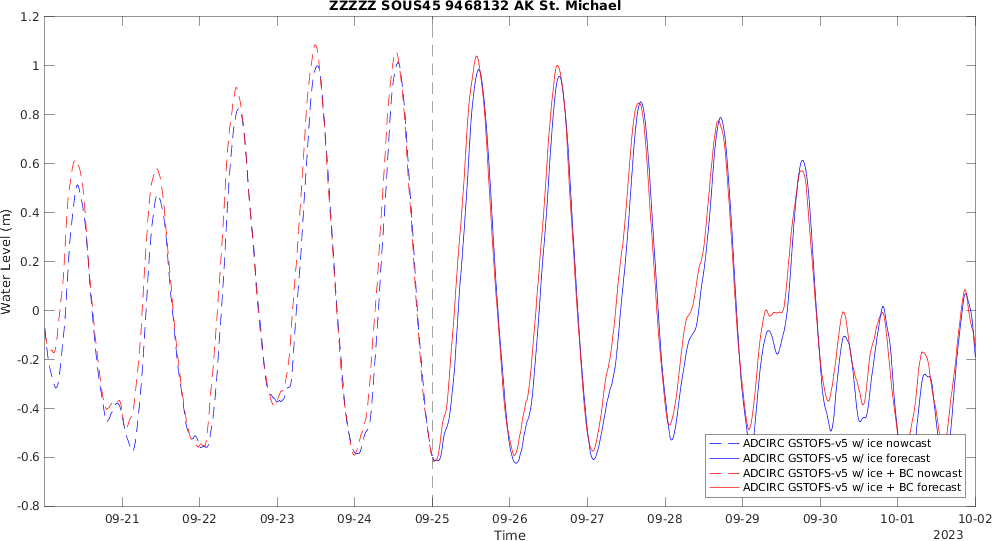 ZZZZZ SOUS45 9468132 AK St. Michael
1.2
1
0.8
0.6
0.4
0.2
0
-0.2
-0.4
-0.6
-0.8
Water Level (m)
ADCIRC GSTOFS-v5 w/ ice nowcast
ADCIRC GSTOFS-v5 w/ ice forecast
ADCIRC GSTOFS-v5 w/ ice + BC nowcast
ADCIRC GSTOFS-v5 w/ ice + BC forecast
09-21 09-22 09-23 09-24 09-25 09-26 09-27 09-28 09-29 09-30 10-01 10-02
Time
2023